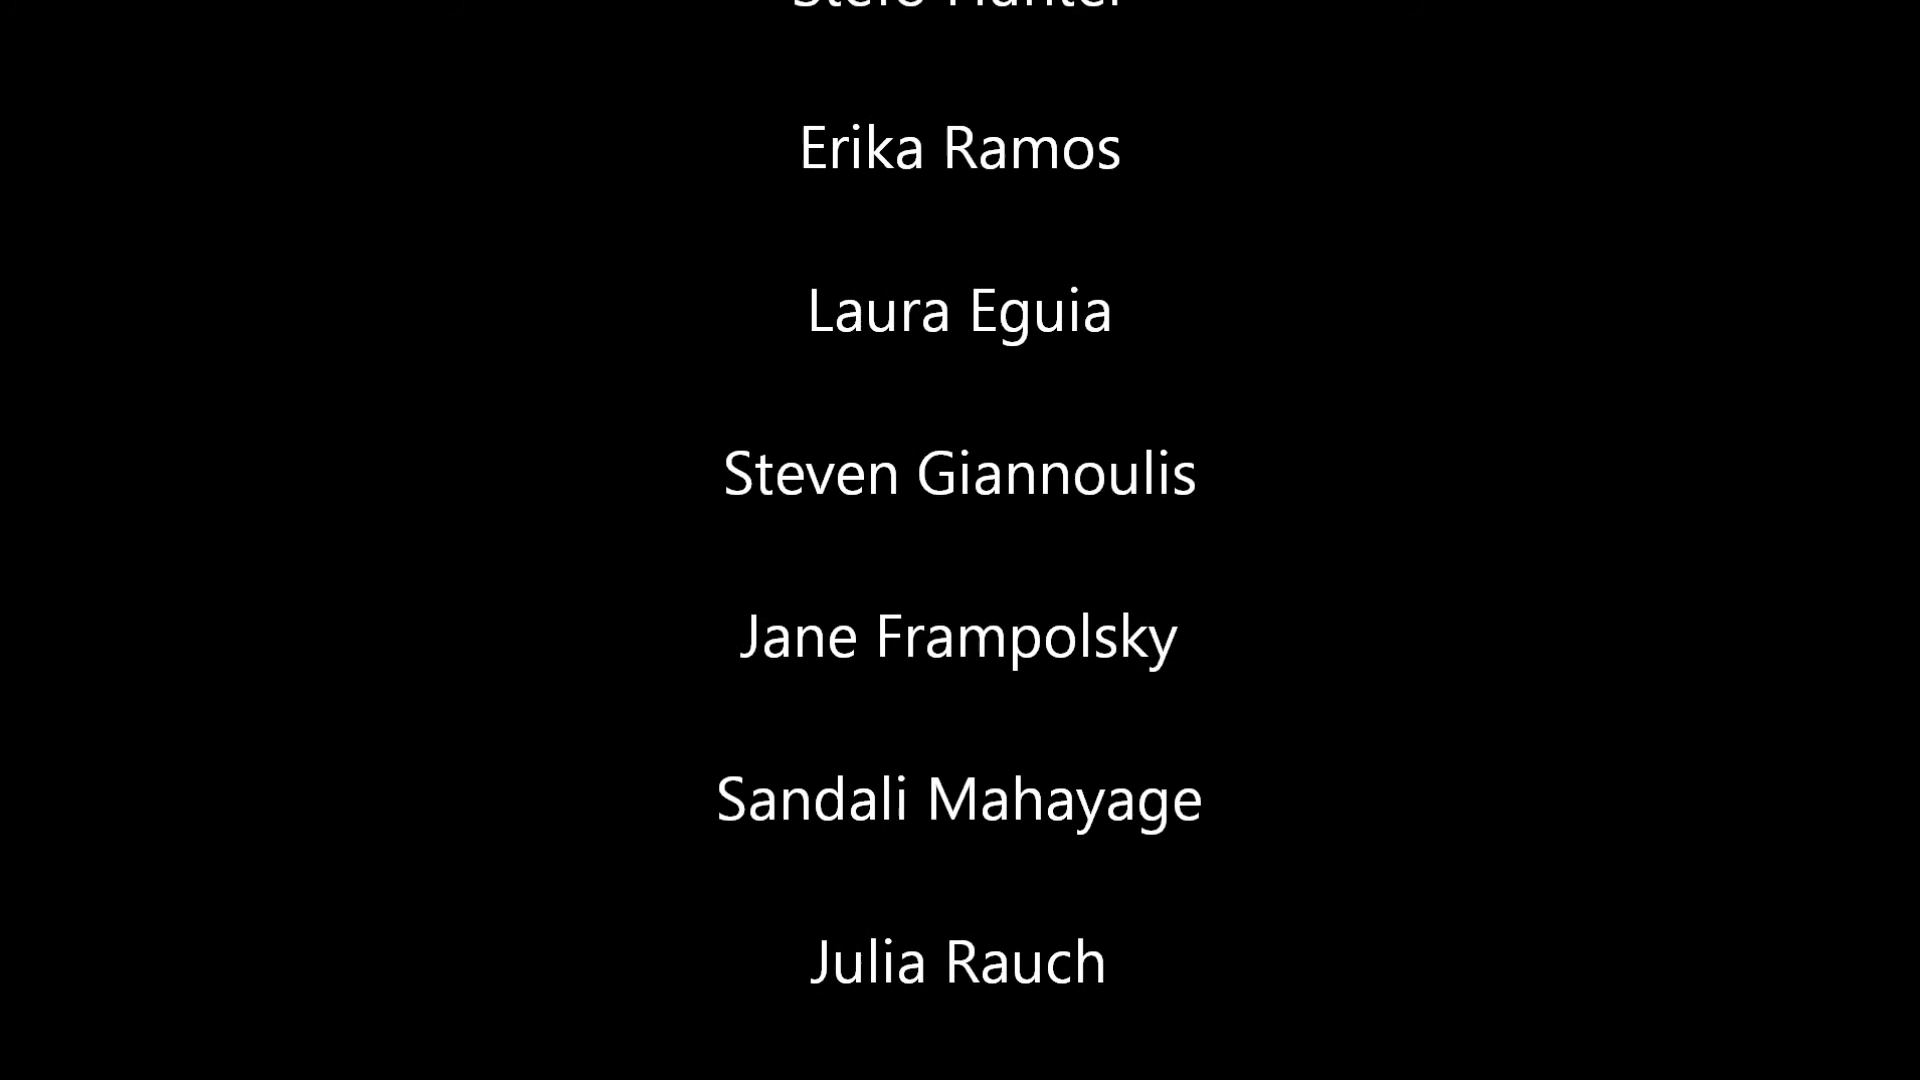 Erika Ramos
Laura Eguia
Steven Giannoulis
Jane Frampolsky
Sandali Mahayage
Julia Rauch